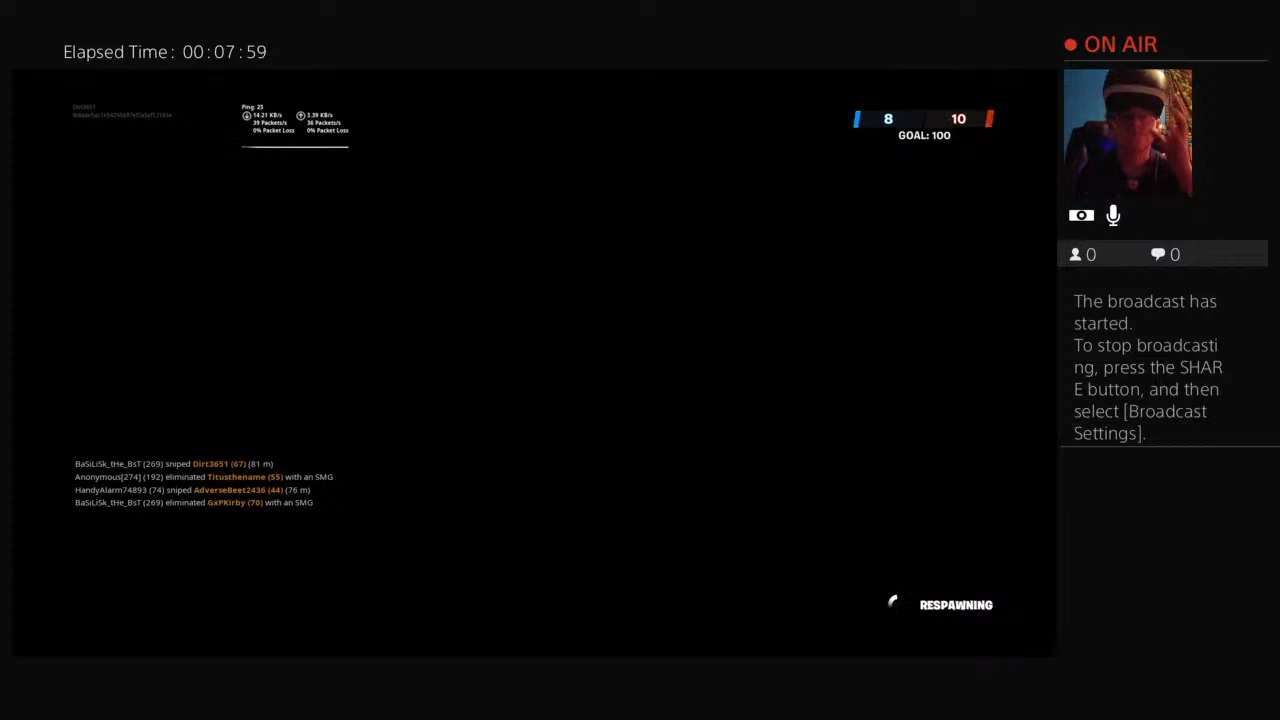 Elapsed Time: 00:07:59
ON AIR
Dirt3651
Ping: 25
14.21 KB/s 3.39 KB/s
39 Packets/s 36 Packets/s
0% Packet Loss 0% Packet Loss
8 10
GOAL: 100
0 0
The broadcast has
started.
To stop broadcasti
ng, press the SHAR
E button, and then
select [Broadcast
Settings].
BaSiLiSk_tHe_BsT (269) sniped Dirt3651 (67) (81 m)
Anonymous[274] (192) eliminated Titusthename (55) with an SMG
HandyAlarm74893 (74) sniped AdverseBeet2436 (44) (76 m)
BaSiLiSk_tHe_BsT (269) eliminated GxPKirby (70) with an SMG
RESPAWNING